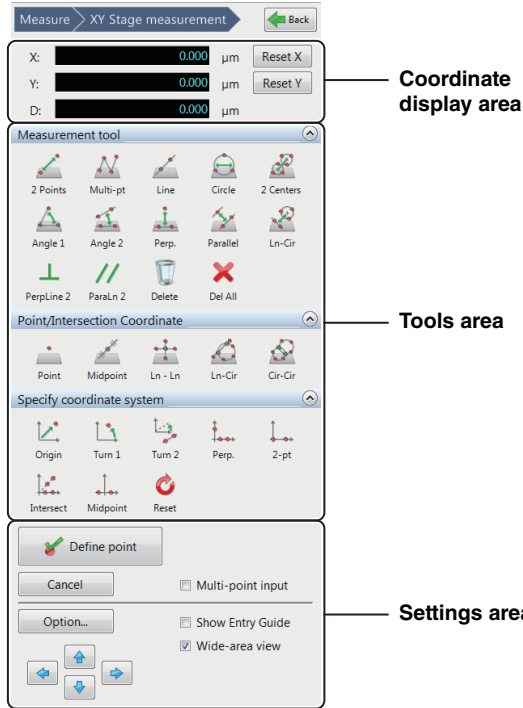 Measure XY Stage measurement Back
X: 0.000 µm Reset X
Y: 0.000 µm Reset Y
D: 0.000 µm
Coordinate
display area
Measurement tool
2 Points Multi-pt Line Circle 2 Centers
Angle 1 Angle 2 Perp. Parallel Ln-Cir
PerpLine 2 ParaLn 2 Delete Del All
Point/Intersection Coordinate
Tools area
Point Midpoint Ln - Ln Ln-Cir Cir-Cir
Specify coordinate system
Origin Turn 1 Turn 2 Perp. 2-pt
Intersect Midpoint Reset
Define point
Cancel Multi-point input
Option... Show Entry Guide
Settings area
Wide-area view